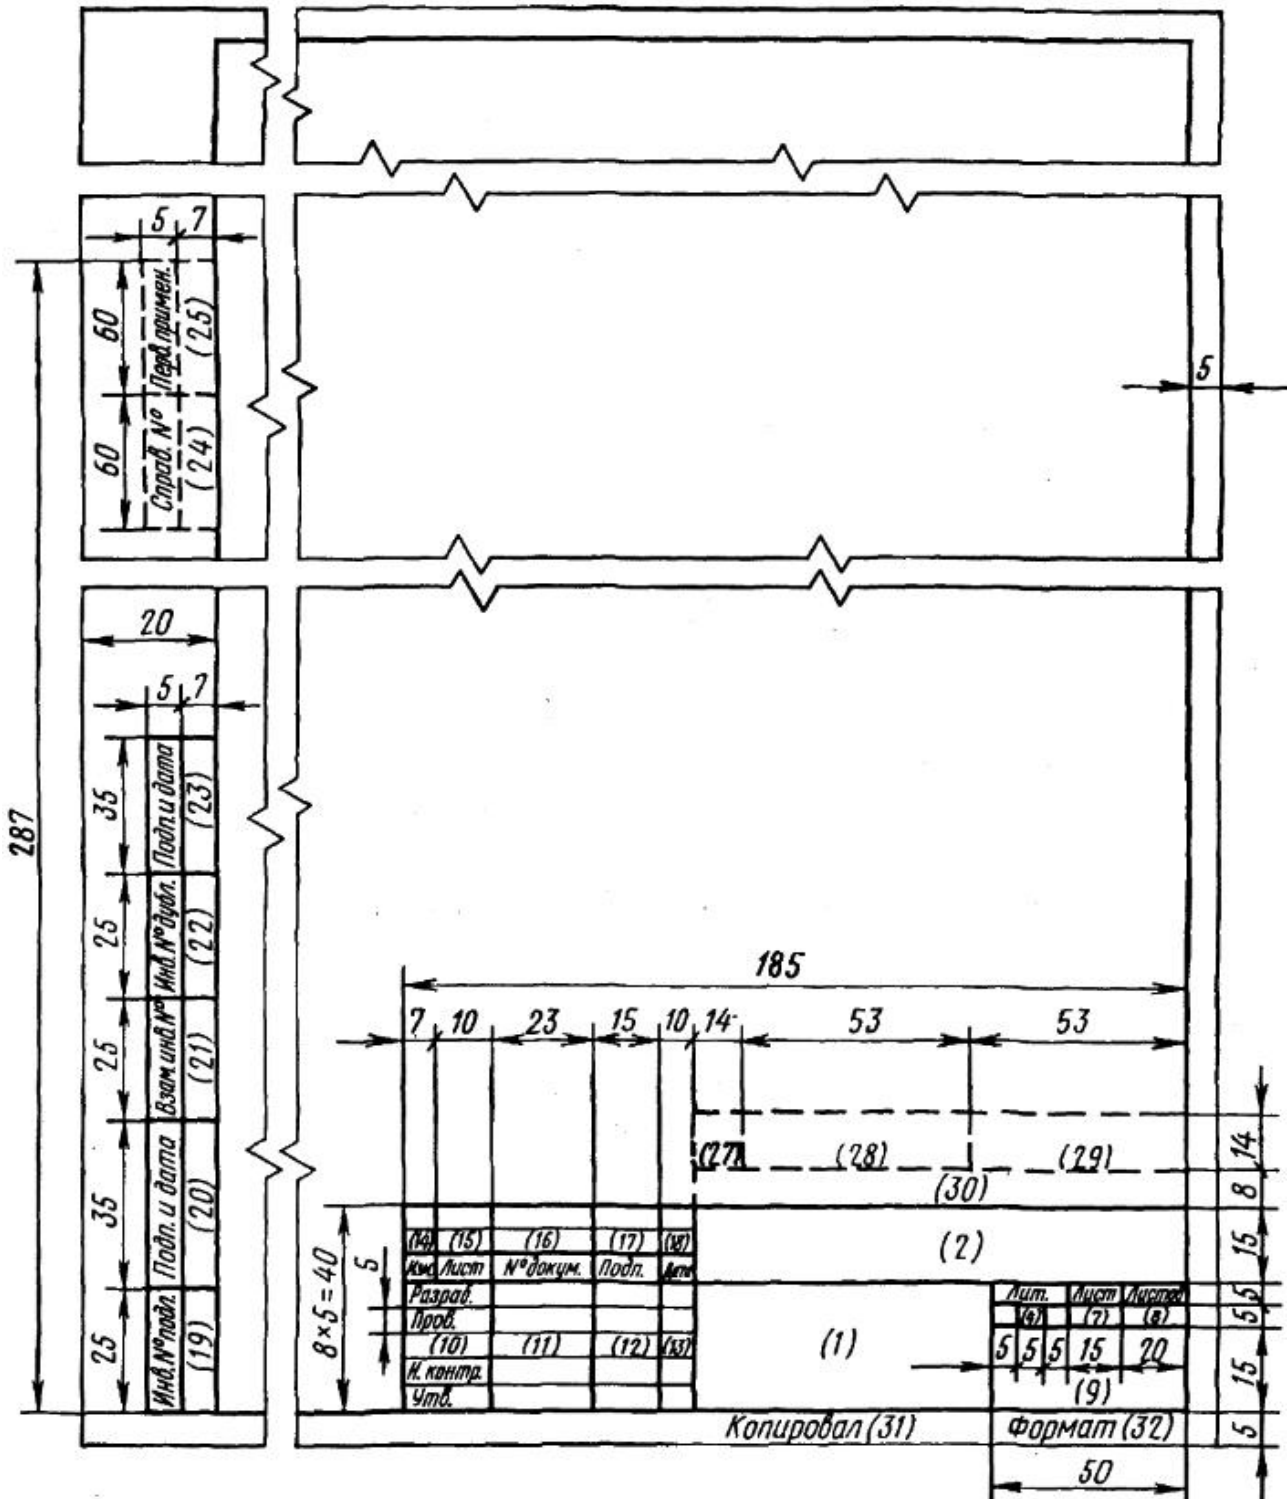 5 7
287
60
Перв. примен.
(25)
5
60
Справ. №
(24)
20
5 7
35
Подп. и дата
(23)
25
Инв. № дубл.
(22)
25
Взам. инв. №
(21)
35
Подп. и дата
(20)
25
Инв. № подл.
(19)
185
7 10 23 15 10 14 53 53
(27) (28) (29) 14
(30) 8
8×5=40
5
(14) (15) (16) (17) (18) (2) 15
Изм Лист № докум. Подп. Дата
Разраб. Лит. Лист Листов 5
Пров. (4) (7) (8) 5
(10) (11) (12) (13) (1) 5 5 5 15 20 15
Н. контр. (9)
Утв.
Копировал (31) Формат (32) 5
50